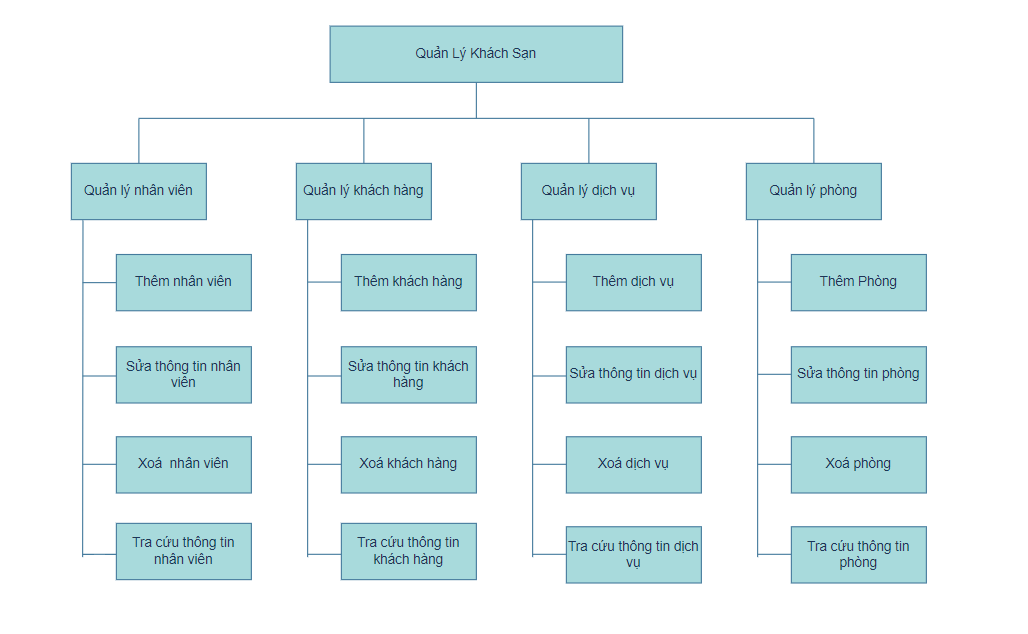 Quản Lý Khách Sạn
Quản lý nhân viên
Quản lý khách hàng
Quản lý dịch vụ
Quản lý phòng
Thêm nhân viên
Thêm khách hàng
Thêm dịch vụ
Thêm Phòng
Sửa thông tin nhân
viên
Sửa thông tin khách
hàng
Sửa thông tin dịch vụ
Sửa thông tin phòng
Xoá  nhân viên
Xoá khách hàng
Xoá dịch vụ
Xoá phòng
Tra cứu thông tin
nhân viên
Tra cứu thông tin
khách hàng
Tra cứu thông tin dịch
vụ
Tra cứu thông tin
phòng